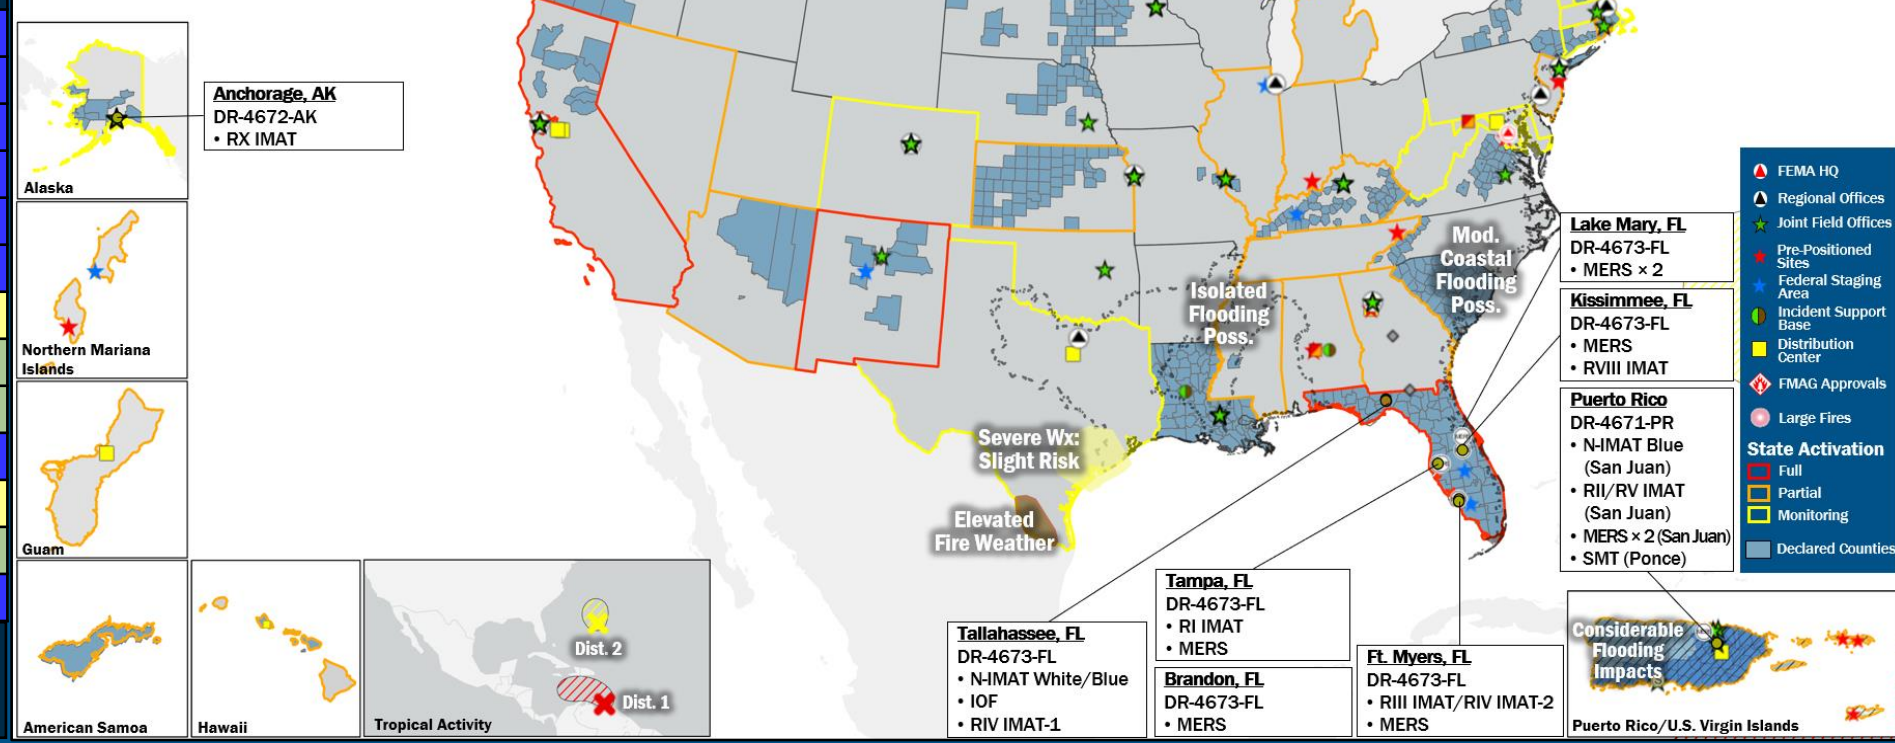 Anchorage, AK
DR-4672-AK
• RX IMAT
Alaska
Northern Mariana
Islands
Guam
American Samoa
Hawaii
Dist. 2
Dist. 1
Tropical Activity
Mod.
Coastal
Flooding
Poss.
Isolated
Flooding
Poss.
Severe Wx:
Slight Risk
Elevated
Fire Weather
Tallahassee, FL
DR-4673-FL
• N-IMAT White/Blue
• IOF
• RIV IMAT-1
Tampa, FL
DR-4673-FL
• RI IMAT
• MERS
Brandon, FL
DR-4673-FL
• MERS
Ft. Myers, FL
DR-4673-FL
• RIII IMAT/RIV IMAT-2
• MERS
Lake Mary, FL
DR-4673-FL
• MERS × 2
Kissimmee, FL
DR-4673-FL
• MERS
• RVIII IMAT
Puerto Rico
DR-4671-PR
• N-IMAT Blue
(San Juan)
• RII/RV IMAT
(San Juan)
• MERS × 2 (San Juan)
• SMT (Ponce)
Considerable
Flooding
Impacts
Puerto Rico/U.S. Virgin Islands
FEMA HQ
Regional Offices
Joint Field Offices
Pre-Positioned
Sites
Federal Staging
Area
Incident Support
Base
Distribution
Center
FMAG Approvals
Large Fires
State Activation
Full
Partial
Monitoring
Declared Counties